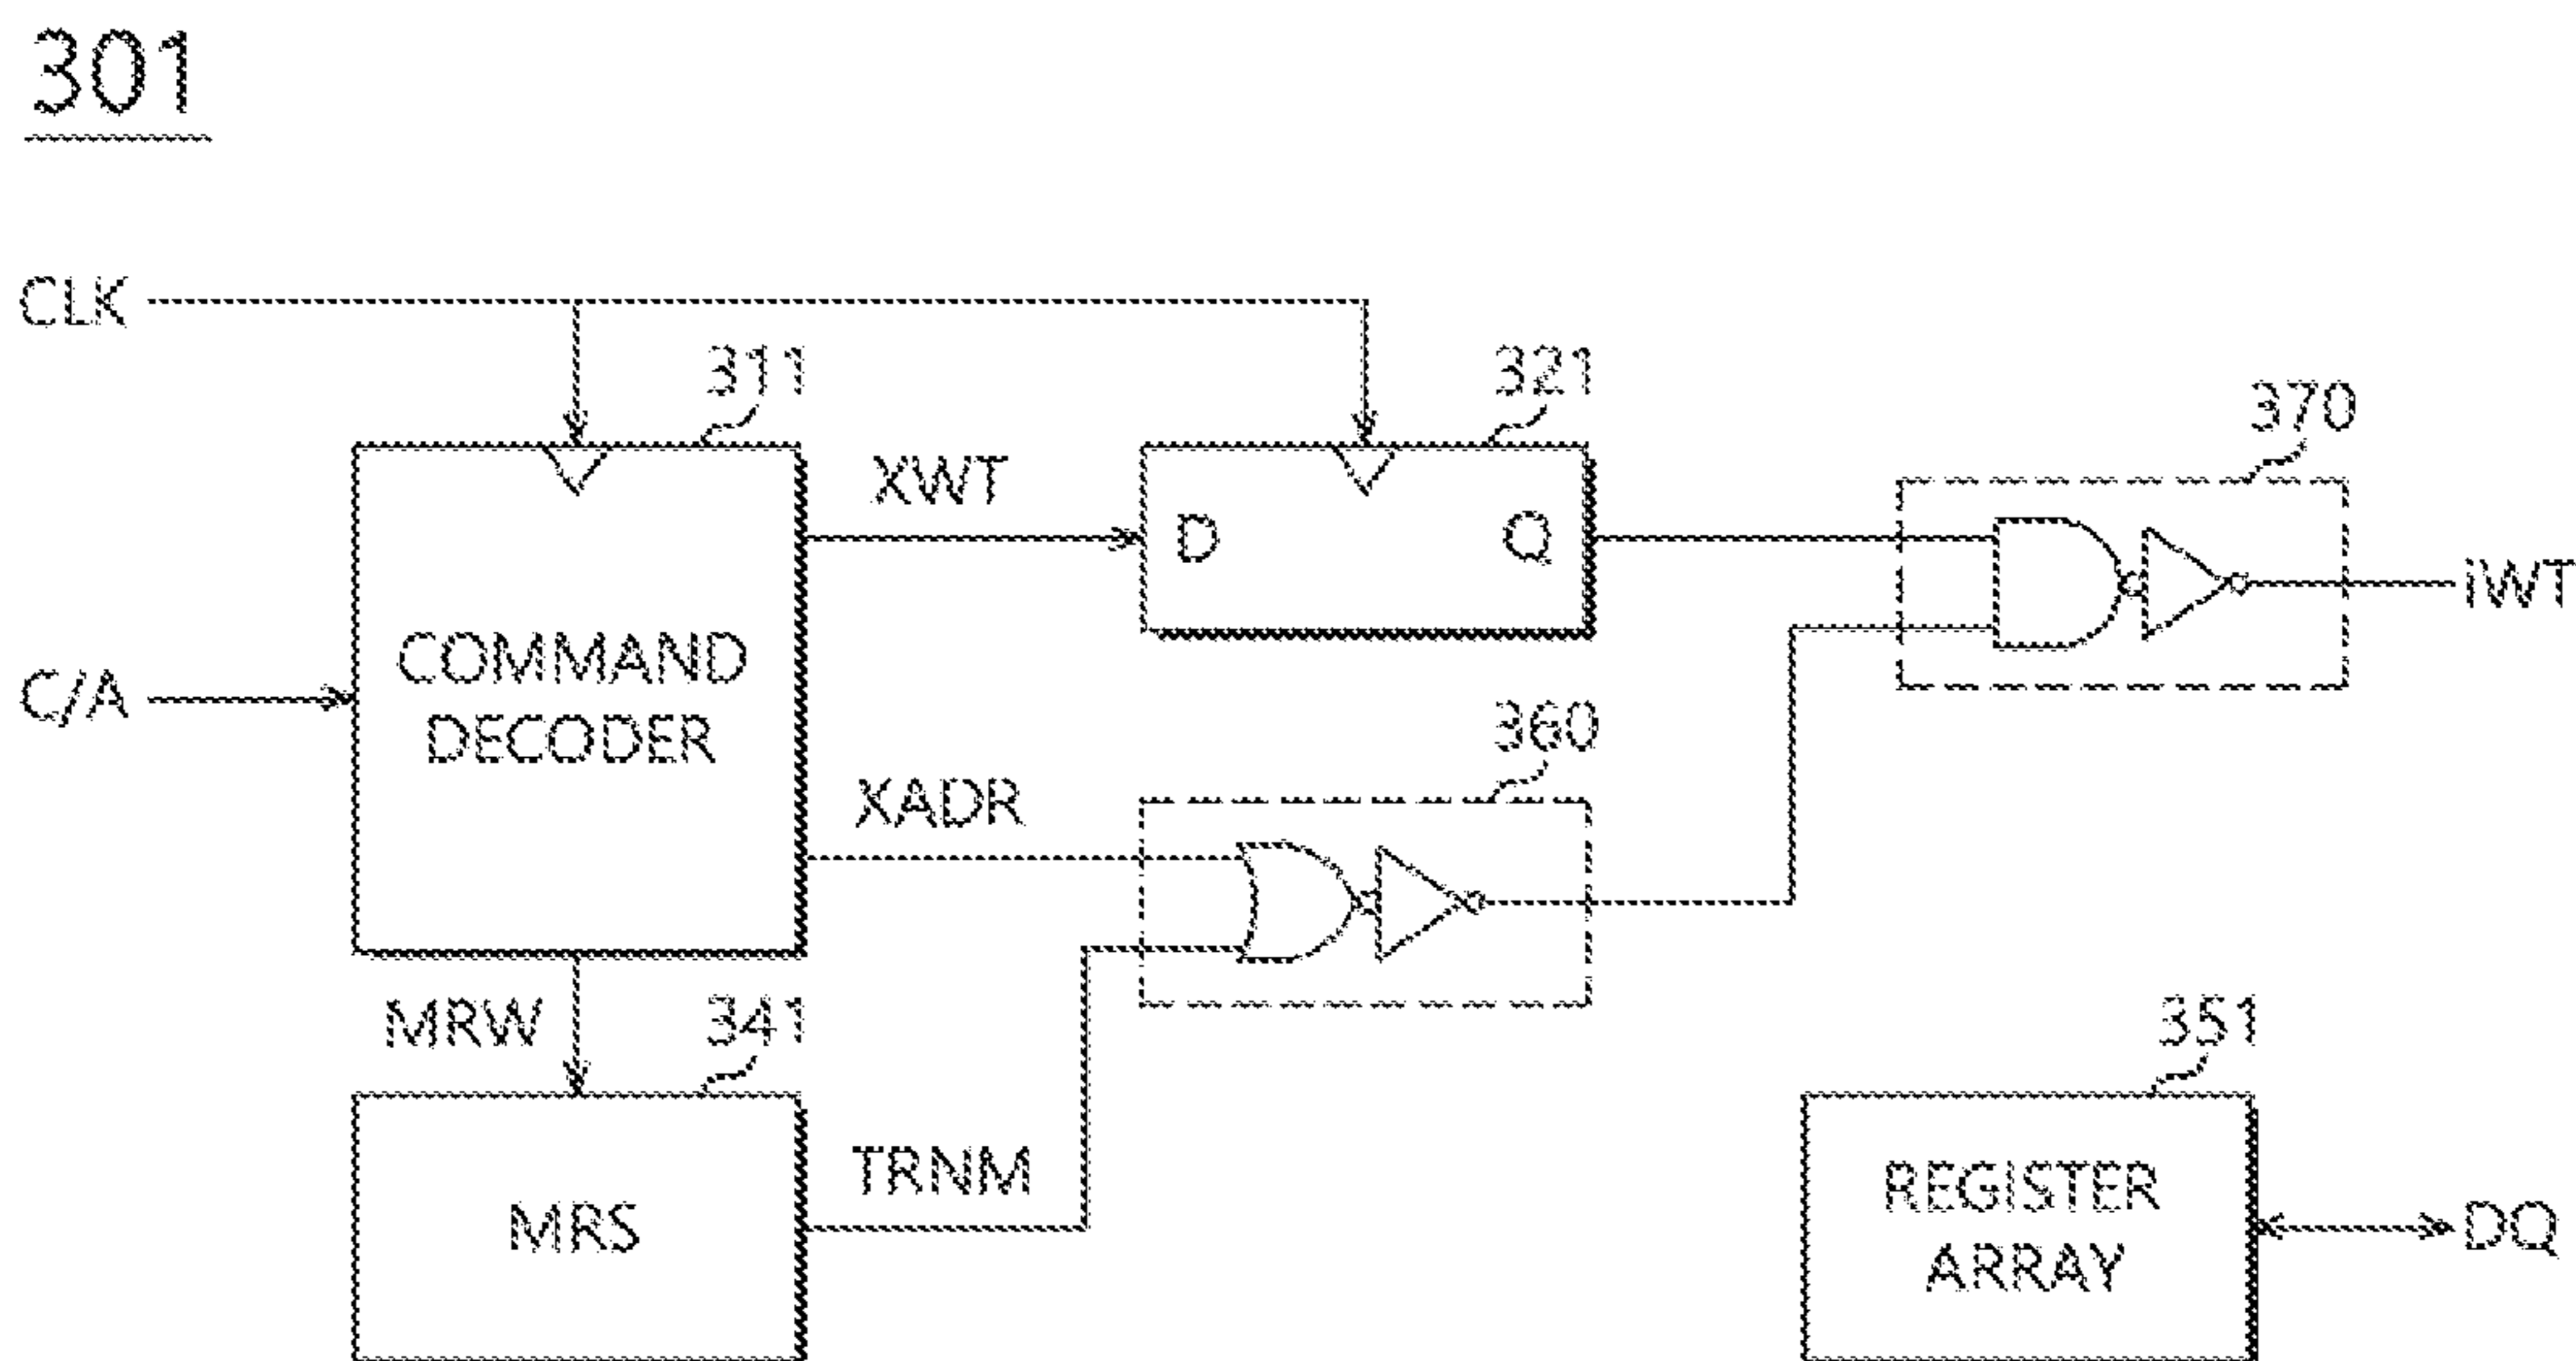 301
CLK
311
321
370
XWT
D
Q
iWT
COMMAND
DECODER
C/A
360
XADR
MRW
341
351
TRNM
MRS
REGISTER
ARRAY
DQ